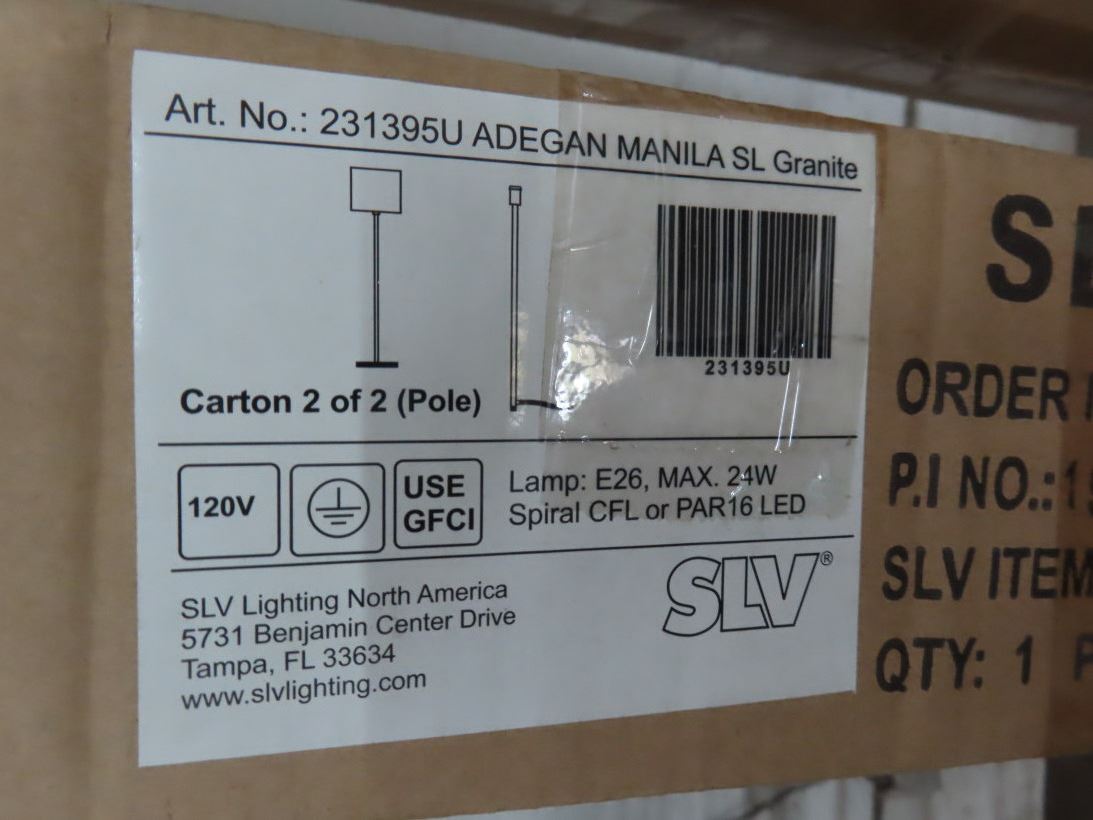 Art. No.: 231395U ADEGAN MANILA SL Granite
231395U
Carton 2 of 2 (Pole)
120V
USE
GFCI
Lamp: E26, MAX. 24W
Spiral CFL or PAR16 LED
SLV Lighting North America
5731 Benjamin Center Drive
Tampa, FL 33634
www.slvlighting.com
SLV®
ORDER
P.I NO.:
SLV ITEM
QTY: 1